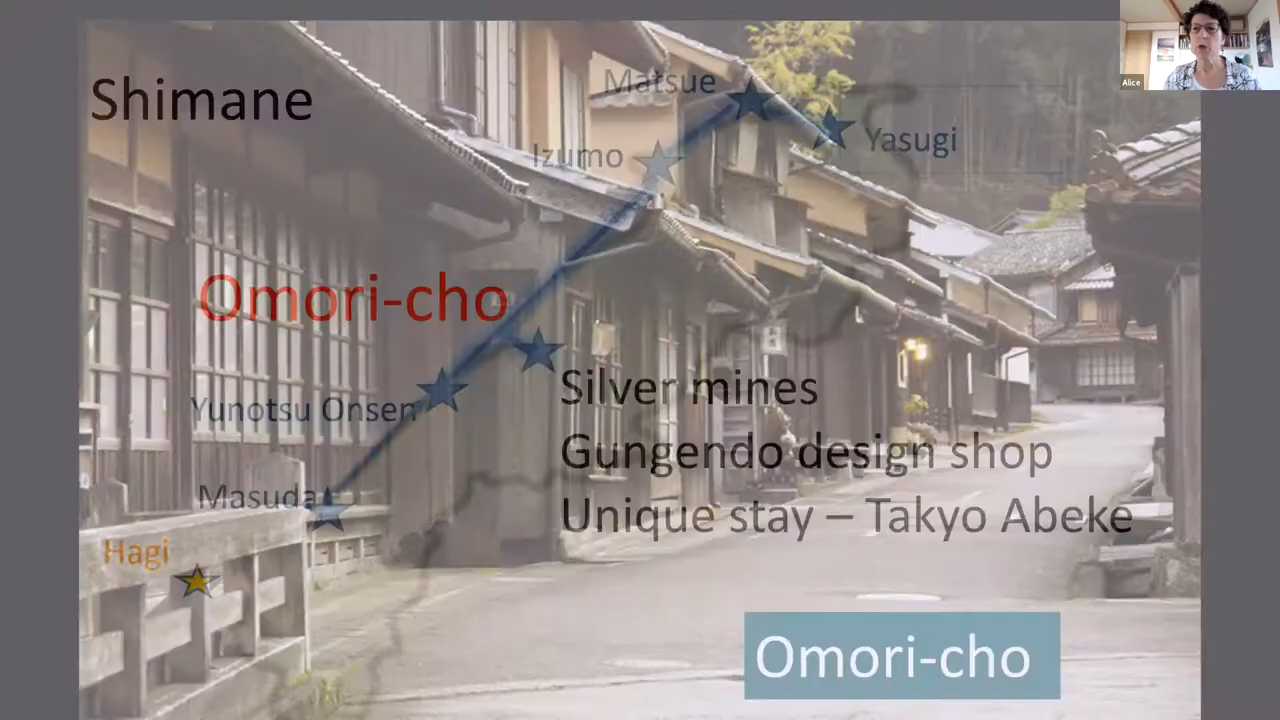 Alice
Shimane
Matsue
Yasugi
Izumo
Omori-cho
Silver mines
Yunotsu Onsen
Gungendo design shop
Masuda
Unique stay – Takyo Abeke
Hagi
Omori-cho